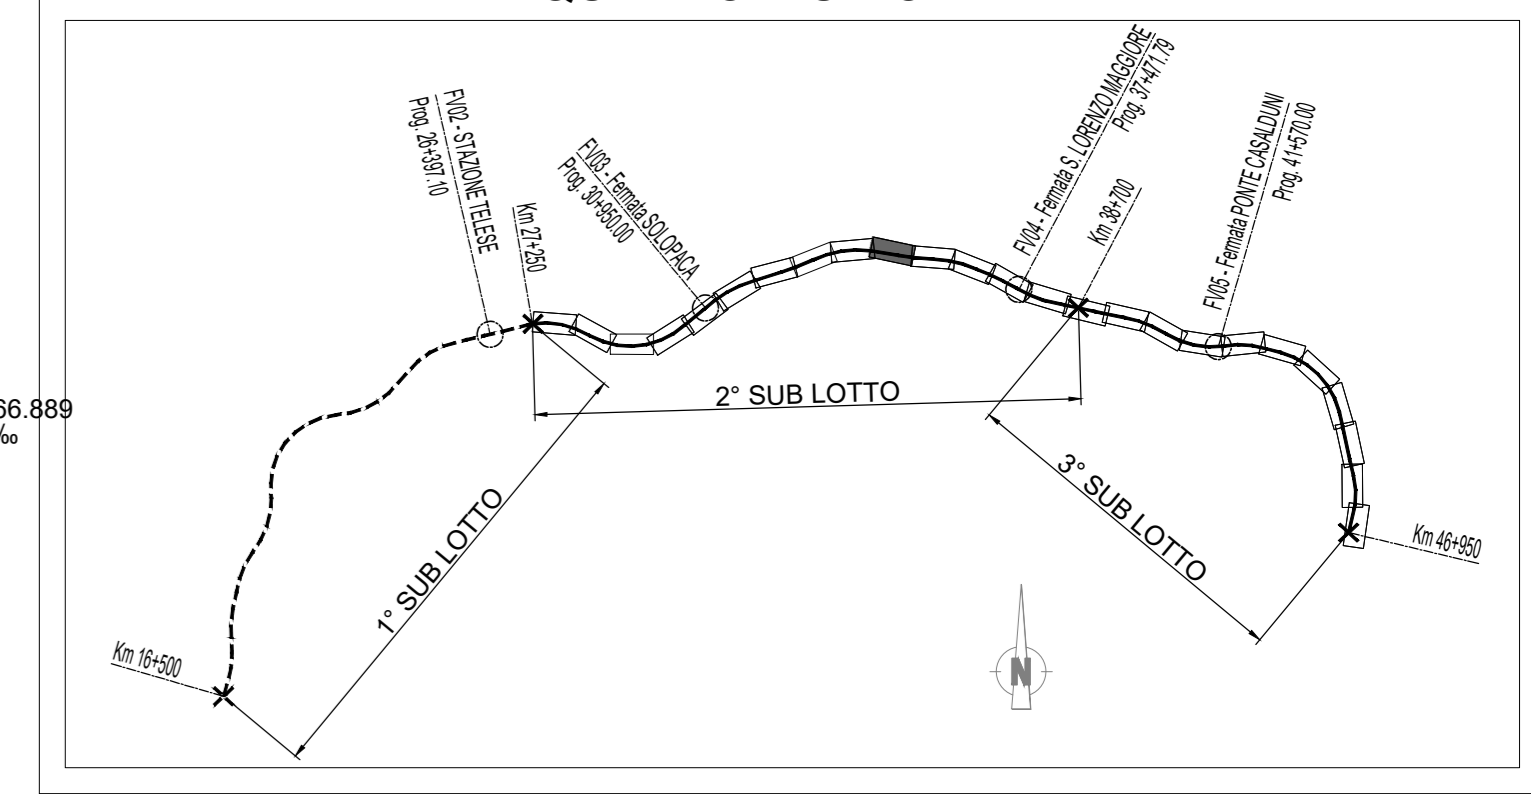 FV02 - STAZIONE TELESE
Prog. 26+397.10
Km 27+250
FV03 - Fermata SOLOPACA
Prog. 30+950.00
FV04 - Fermata S. LORENZO MAGGIORE
Prog. 37+471.79
Km 38+700
FV05 - Fermata PONTE CASALDUNI
Prog. 41+570.00
66.889
‰
2° SUB LOTTO
1° SUB LOTTO
3° SUB LOTTO
Km 46+950
Km 16+500
N